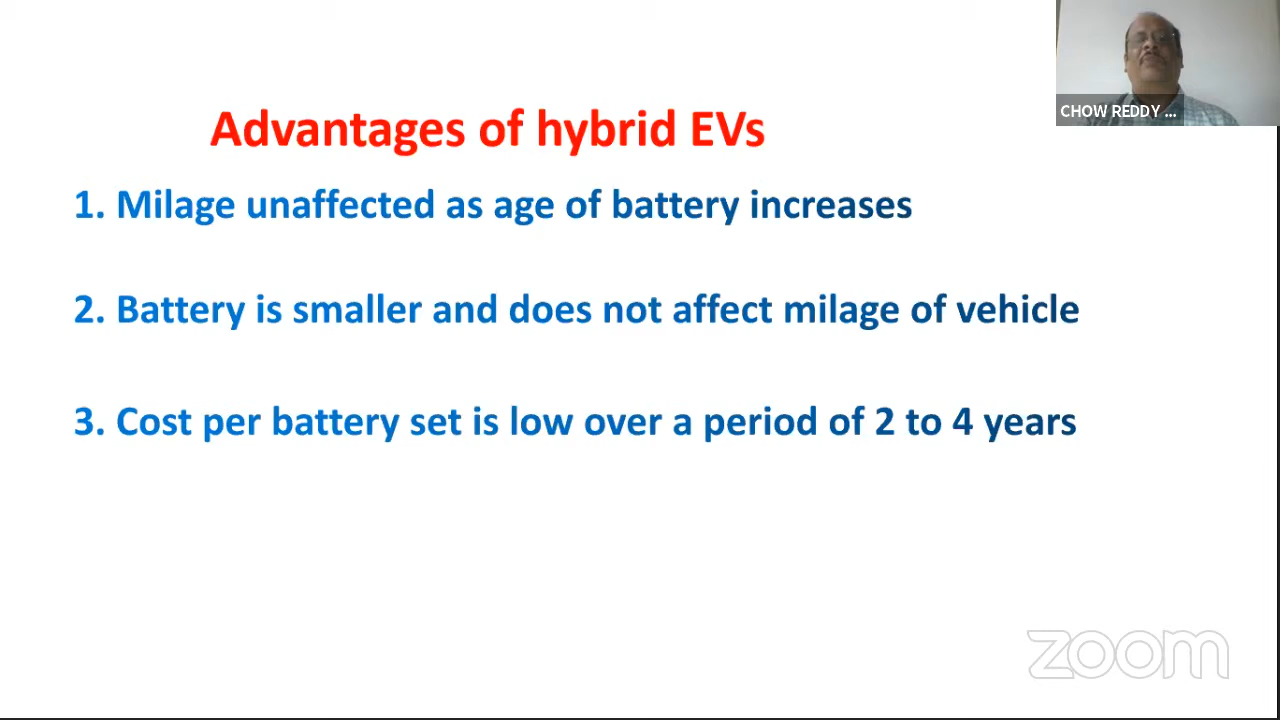 CHOW REDDY ...
Advantages of hybrid EVs
1. Milage unaffected as age of battery increases
2. Battery is smaller and does not affect milage of vehicle
3. Cost per battery set is low over a period of 2 to 4 years
zoom